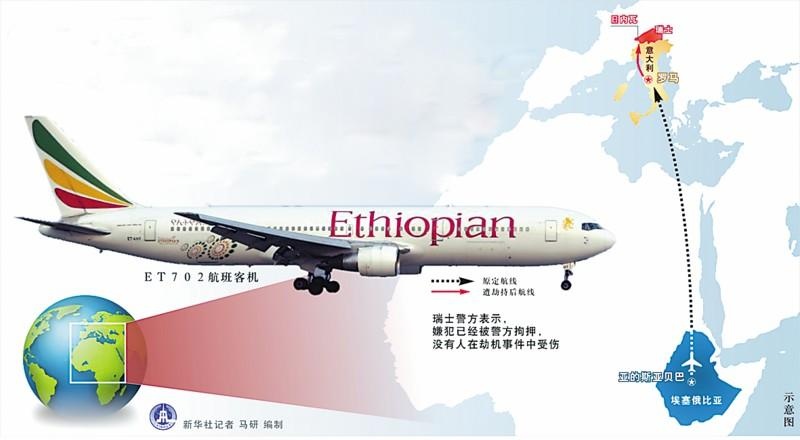 日内瓦
瑞士
意大利
罗马
Ethiopian
ET702航班客机
原定航线
遭劫持后航线
瑞士警方表示，
嫌犯已经被警方拘押，
没有人在劫机事件中受伤
亚的斯亚贝巴
埃塞俄比亚
新华社记者 马研 编制
示意图